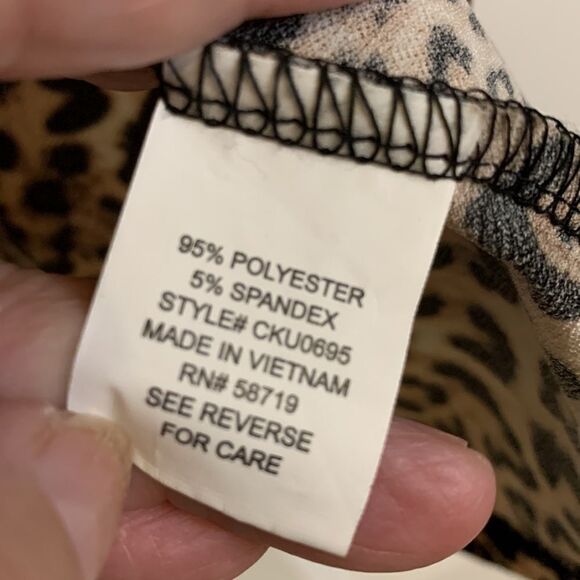 95% POLYESTER
5% SPANDEX
STYLE# CKU0695
MADE IN VIETNAM
RN# 58719
SEE REVERSE
FOR CARE